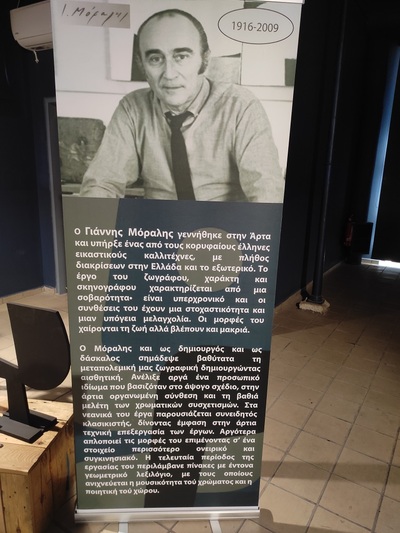 Ι. Μόραλης
1916-2009
Ο Γιάννης Μόραλης γεννήθηκε στην Άρτα
και υπήρξε ένας από τους κορυφαίους έλληνες
εικαστικούς καλλιτέχνες, με πλήθος
διακρίσεων στην Ελλάδα και το εξωτερικό. Το
έργο του ζωγράφου, χαράκτη και
σκηνογράφου χαρακτηρίζεται από μια
σοβαρότητα· είναι υπερχρονικό και οι
συνθέσεις του έχουν μια στοχαστικότητα και
μιαν υπόγεια μελαγχολία. Οι μορφές του
χαίρονται τη ζωή αλλά βλέπουν και μακριά.
Ο Μόραλης και ως δημιουργός και ως
δάσκαλος σημάδεψε βαθύτατα τη
μεταπολεμική μας ζωγραφική δημιουργώντας
αισθητική. Ανέλιξε αργά ένα προσωπικό
ιδίωμα που βασιζόταν στο άψογο σχέδιο, στην
άρτια οργανωμένη σύνθεση και τη βαθιά
μελέτη των χρωματικών συσχετισμών. Στα
νεανικά του έργα παρουσιάζεται συνειδητός
κλασικιστής, δίνοντας έμφαση στην άρτια
τεχνική επεξεργασία των έργων. Αργότερα
απλοποιεί τις μορφές του επιμένοντας σ' ένα
στοιχείο περισσότερο ονειρικό και
συγκινησιακό. Η τελευταία περίοδος της
εργασίας του περιλάμβανε πίνακες με έντονα
γεωμετρικό λεξιλόγιο, με τους οποίους
ανιχνεύεται η μουσικότητα τού χρώματος και η
ποιητική τού χώρου.